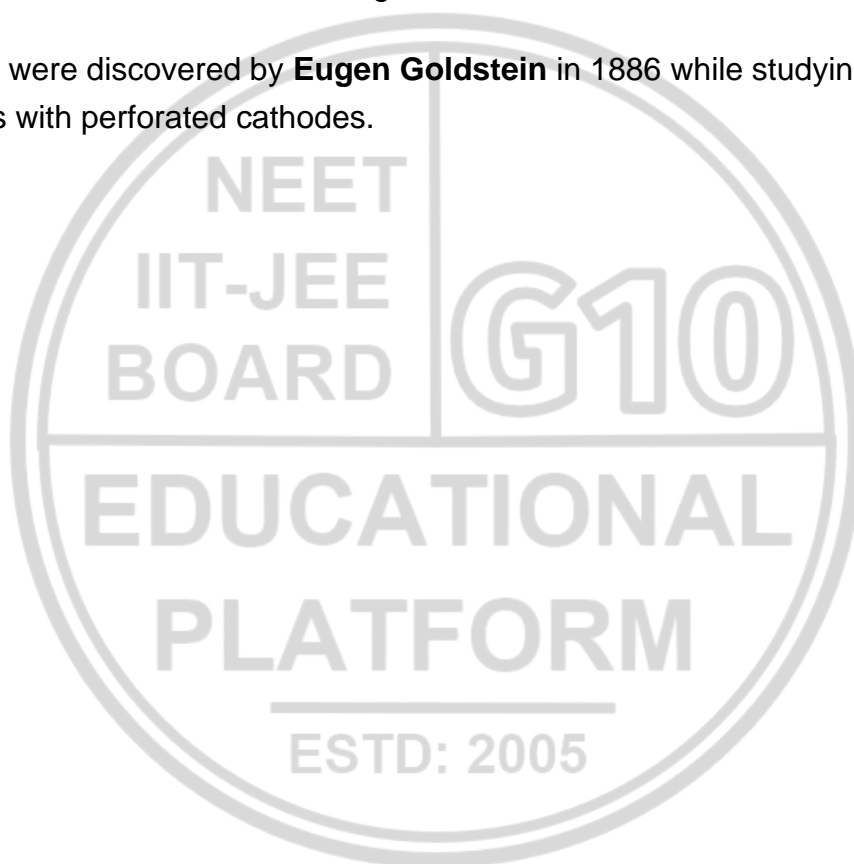 were discovered by Eugen Goldstein in 1886 while studyin
s with perforated cathodes.
NEET
IIT-JEE
BOARD
G10
EDUCATIONAL
PLATFORM
ESTD: 2005